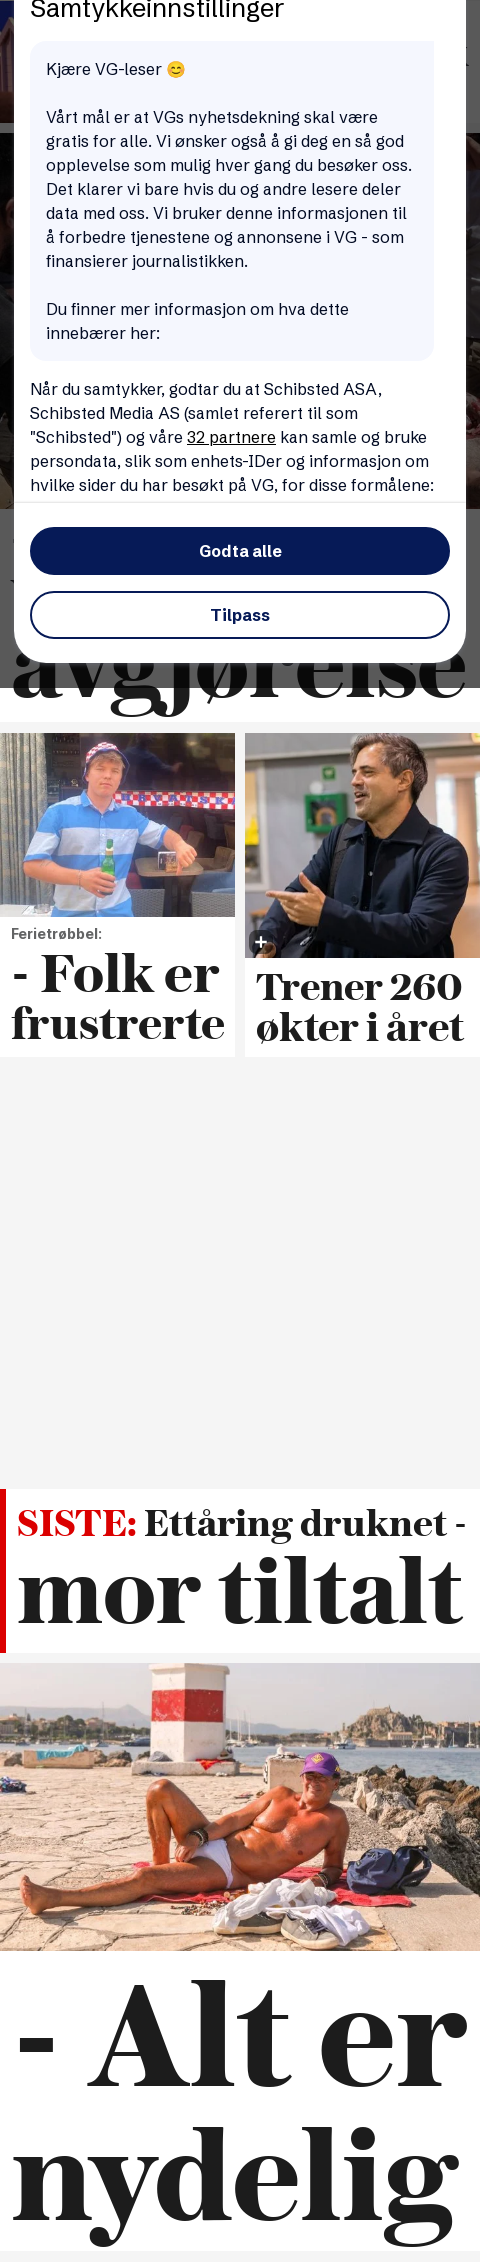 Samtykkeinnstillinger
Kjære VG-leser 😊
Vårt mål er at VGs nyhetsdekning skal være
gratis for alle. Vi ønsker også å gi deg en så god
opplevelse som mulig hver gang du besøker oss.
Det klarer vi bare hvis du og andre lesere deler
data med oss. Vi bruker denne informasjonen til
å forbedre tjenestene og annonsene i VG - som
finansierer journalistikken.
Du finner mer informasjon om hva dette
innebærer her:
Når du samtykker, godtar du at Schibsted ASA,
Schibsted Media AS (samlet referert til som
"Schibsted") og våre 32 partnere kan samle og bruke
persondata, slik som enhets-IDer og informasjon om
hvilke sider du har besøkt på VG, for disse formålene:
Godta alle
Tilpass
avgjørelse
Ferietrøbbel:
- Folk er
frustrerte
Trener 260
økter i året
SISTE: Ettåring druknet -
mor tiltalt
- Alt er
nydelig